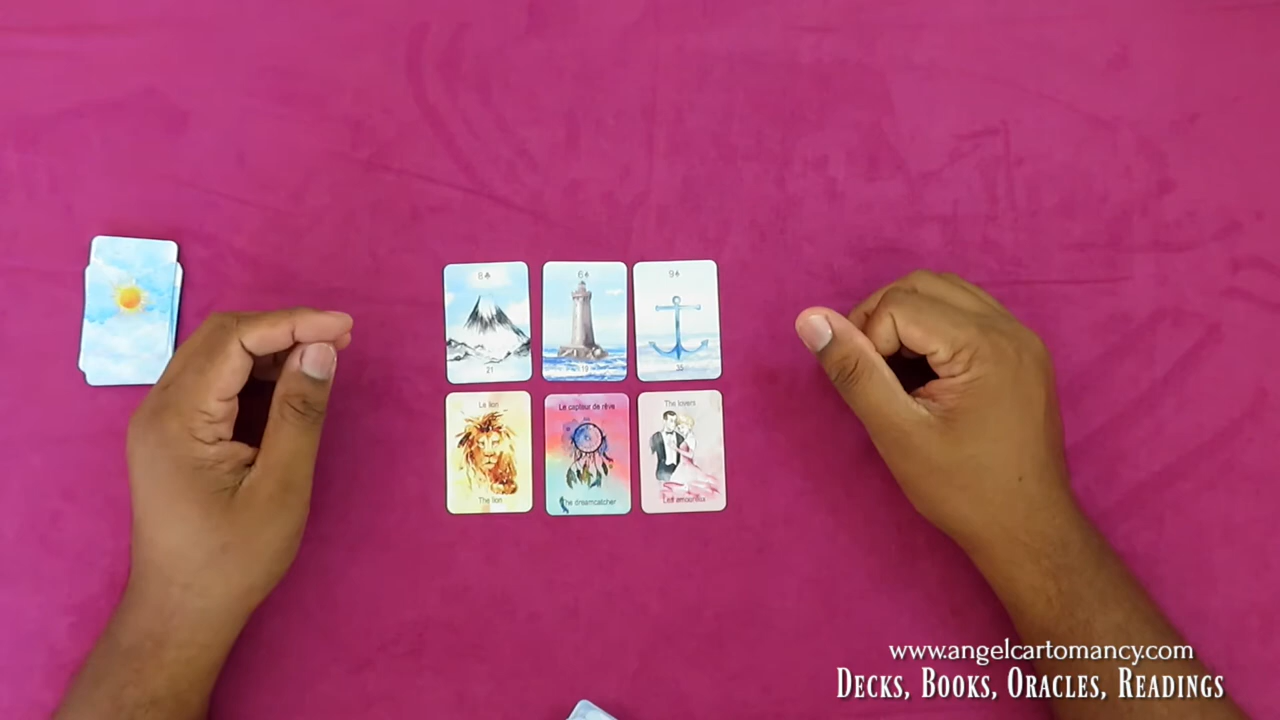 8♣
6♠
9♠
21
19
35
Le lion
Le capteur de rêve
The lovers
The lion
The dreamcatcher
Les amoureux
www.angelcartomancy.com
Decks, Books, Oracles, Readings